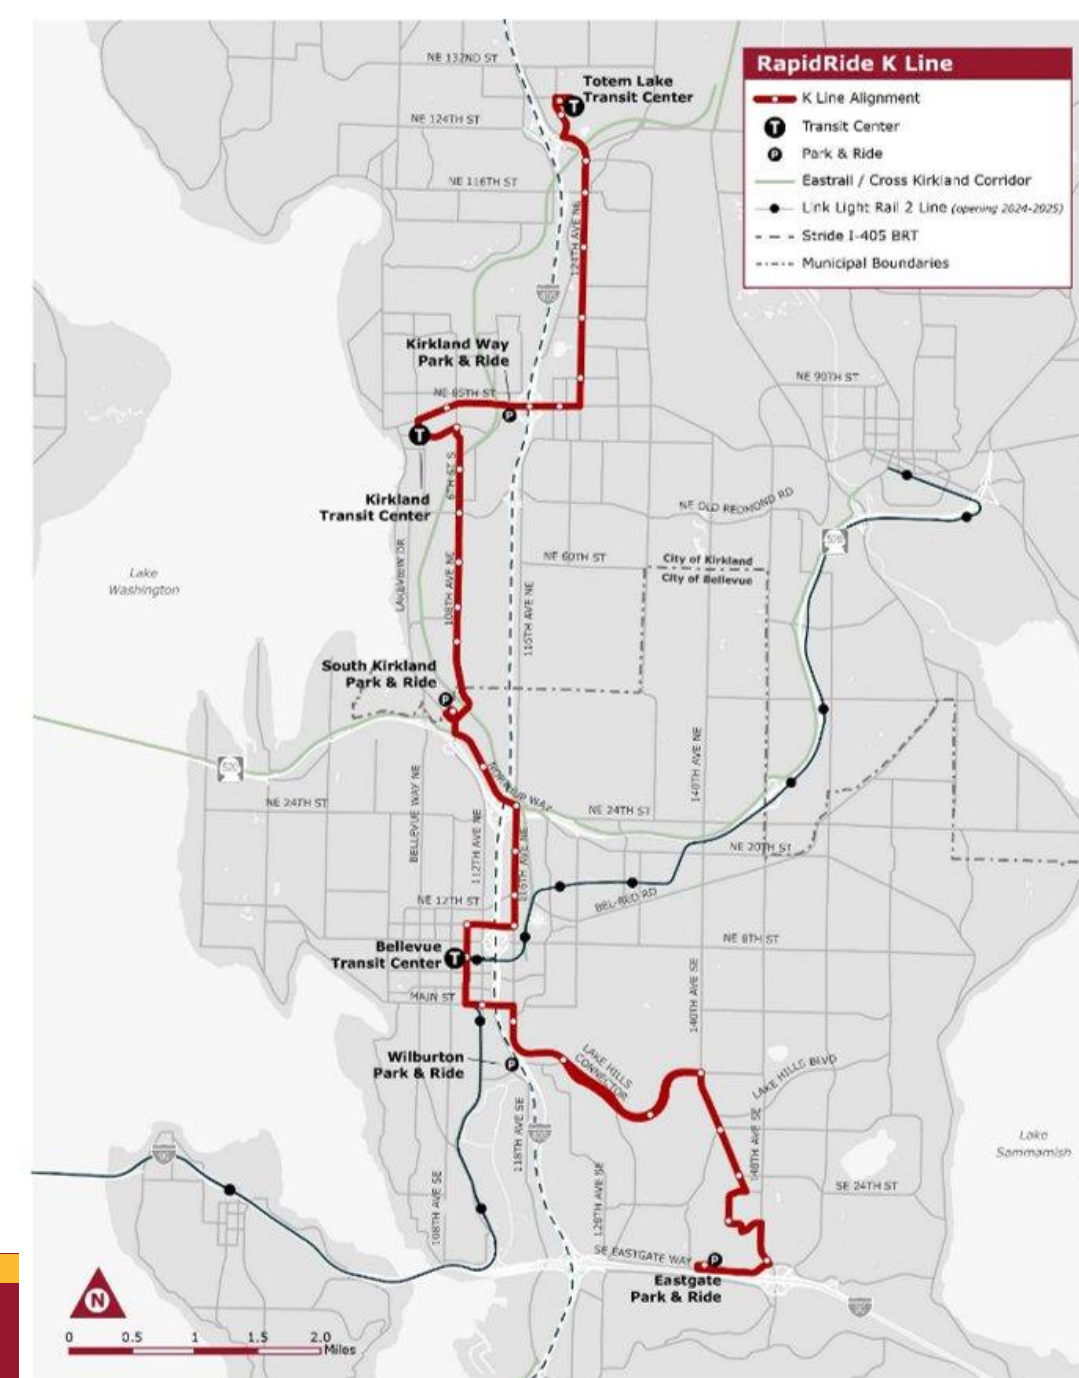 RapidRide K Line
K Line Alignment
T Transit Center
P Park & Ride
Eastrail / Cross Kirkland Corridor
Link Light Rail 2 Line (opening 2024-2025)
Stride I-405 BRT
Municipal Boundaries
NE 132ND ST
Totem Lake
Transit Center
T
NE 124TH ST
NE 116TH ST
124TH AVE NE
405
Kirkland Way
Park & Ride
NE 90TH ST
NE 85TH ST
P
T
6TH ST S
Kirkland
Transit Center
NE OLD REDMOND RD
520
LAKEVIEW DR
108TH AVE NE
NE 60TH ST
City of Kirkland
City of Bellevue
Lake
Washington
116TH AVE NE
South Kirkland
Park & Ride
P
520
NORTHUP WAY
140TH AVE NE
NE 24TH ST
BELLEVUE WAY NE
112TH AVE NE
116TH AVE NE
NE 24TH ST
NE 20TH ST
NE 12TH ST
BEL-RED RD
NE 8TH ST
Bellevue
Transit Center
T
MAIN ST
140TH AVE SE
Wilburton
Park & Ride
P
LAKE HILLS
CONNECTOR
LAKE HILLS BLVD
118TH AVE SE
405
148TH AVE SE
Lake
Sammamish
90
108TH AVE SE
128TH AVE SE
SE 24TH ST
SE EASTGATE WAY
P
Eastgate
Park & Ride
90
N
0 0.5 1 1.5 2.0
Miles